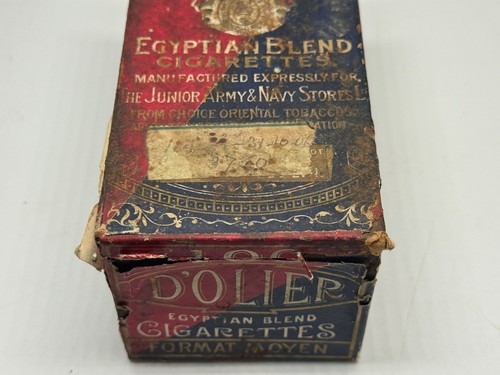 EGYPTIAN BLEND
CIGARETTES.
MANUFACTURED EXPRESSLY FOR
THE JUNIOR ARMY & NAVY STORES L
FROM CHOICE ORIENTAL TOBACCOS
100
D'OLIER
EGYPTIAN BLEND
CIGARETTES
FORMAT MOYEN